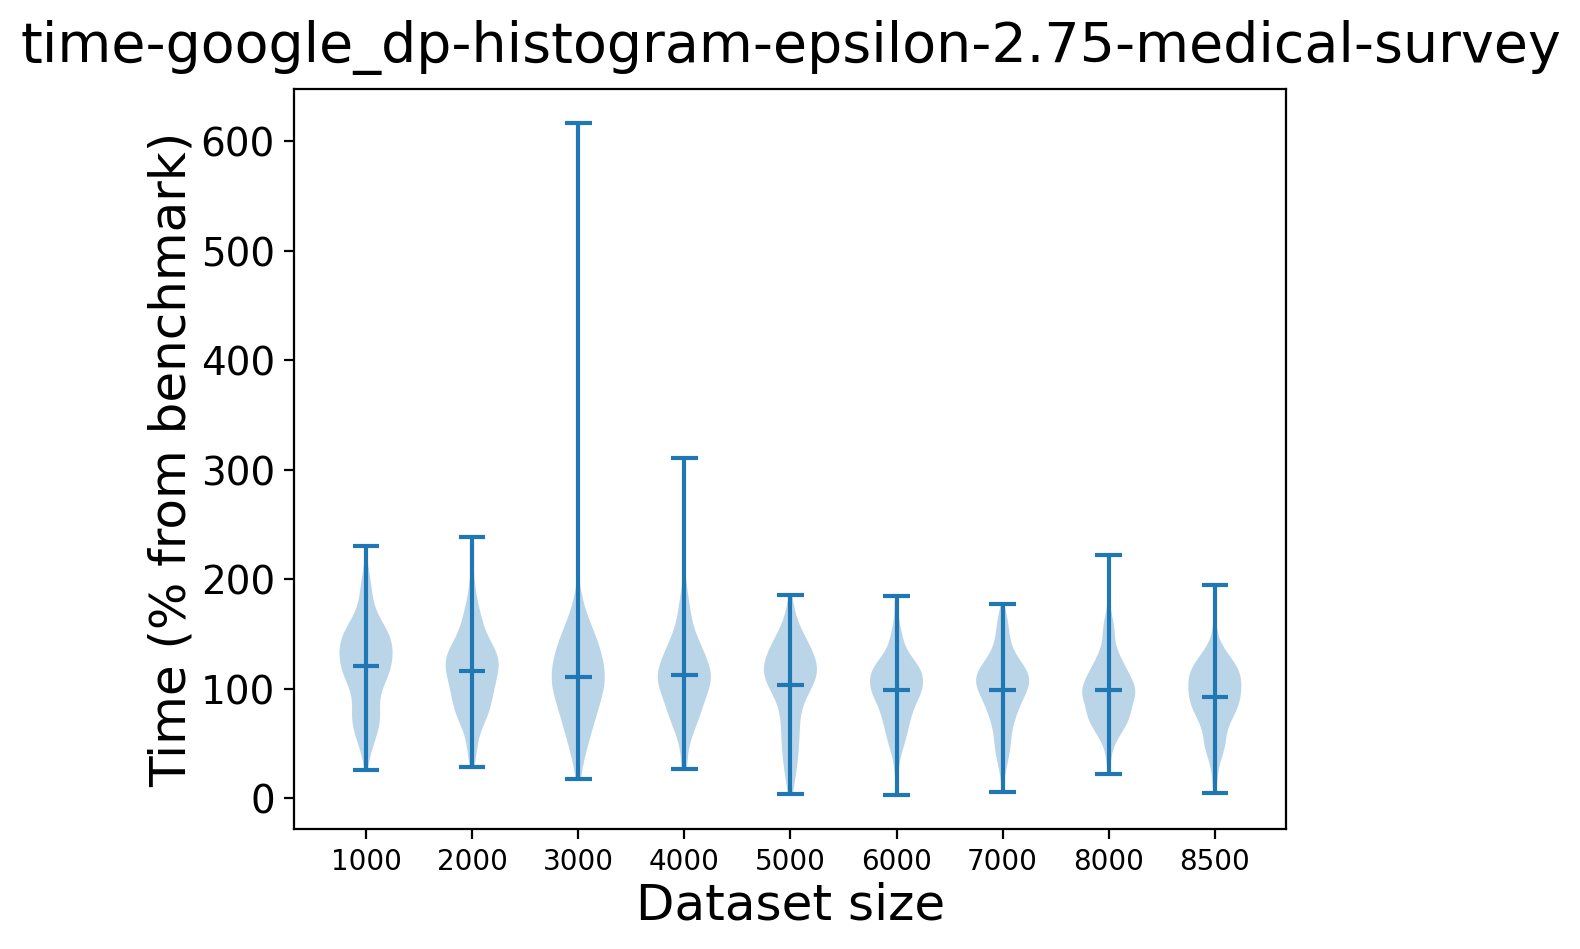 time-google_dp-histogram-epsilon-2.75-medical-survey
Time (% from benchmark)
600
500
400
300
200
100
0
1000 2000 3000 4000 5000 6000 7000 8000 8500
Dataset size